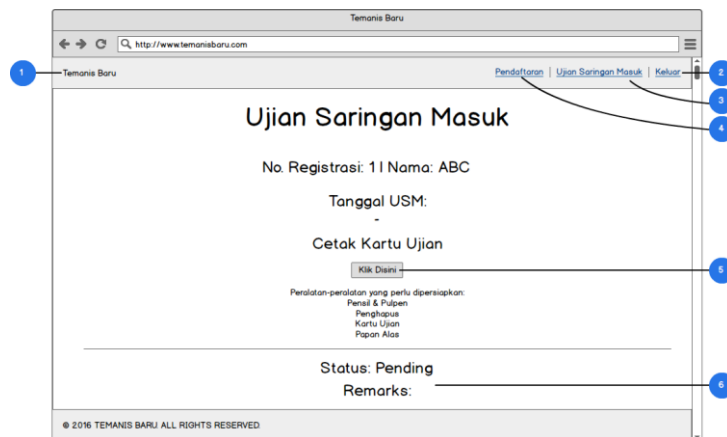 Temanis Baru
http://www.temanisbaru.com
1
Temanis Baru
Pendaftaran | Ujian Saringan Masuk | Keluar
2
3
4
Ujian Saringan Masuk
No. Registrasi: 1 | Nama: ABC
Tanggal USM:
-
Cetak Kartu Ujian
Klik Disini
5
Peralatan-peralatan yang perlu dipersiapkan:
Pensil & Pulpen
Penghapus
Kartu Ujian
Papan Alas
Status: Pending
Remarks:
6
© 2016 TEMANIS BARU. ALL RIGHTS RESERVED.